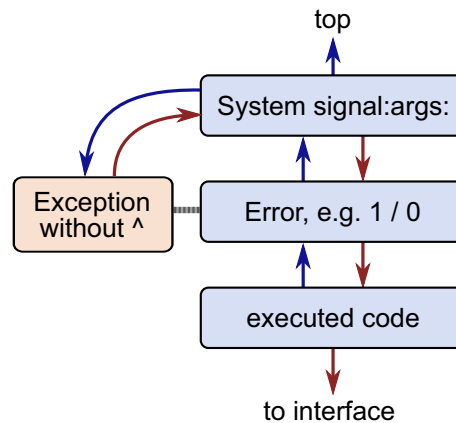 top
System signal:args:
Exception
without ^
Error, e.g. 1 / 0
executed code
to interface